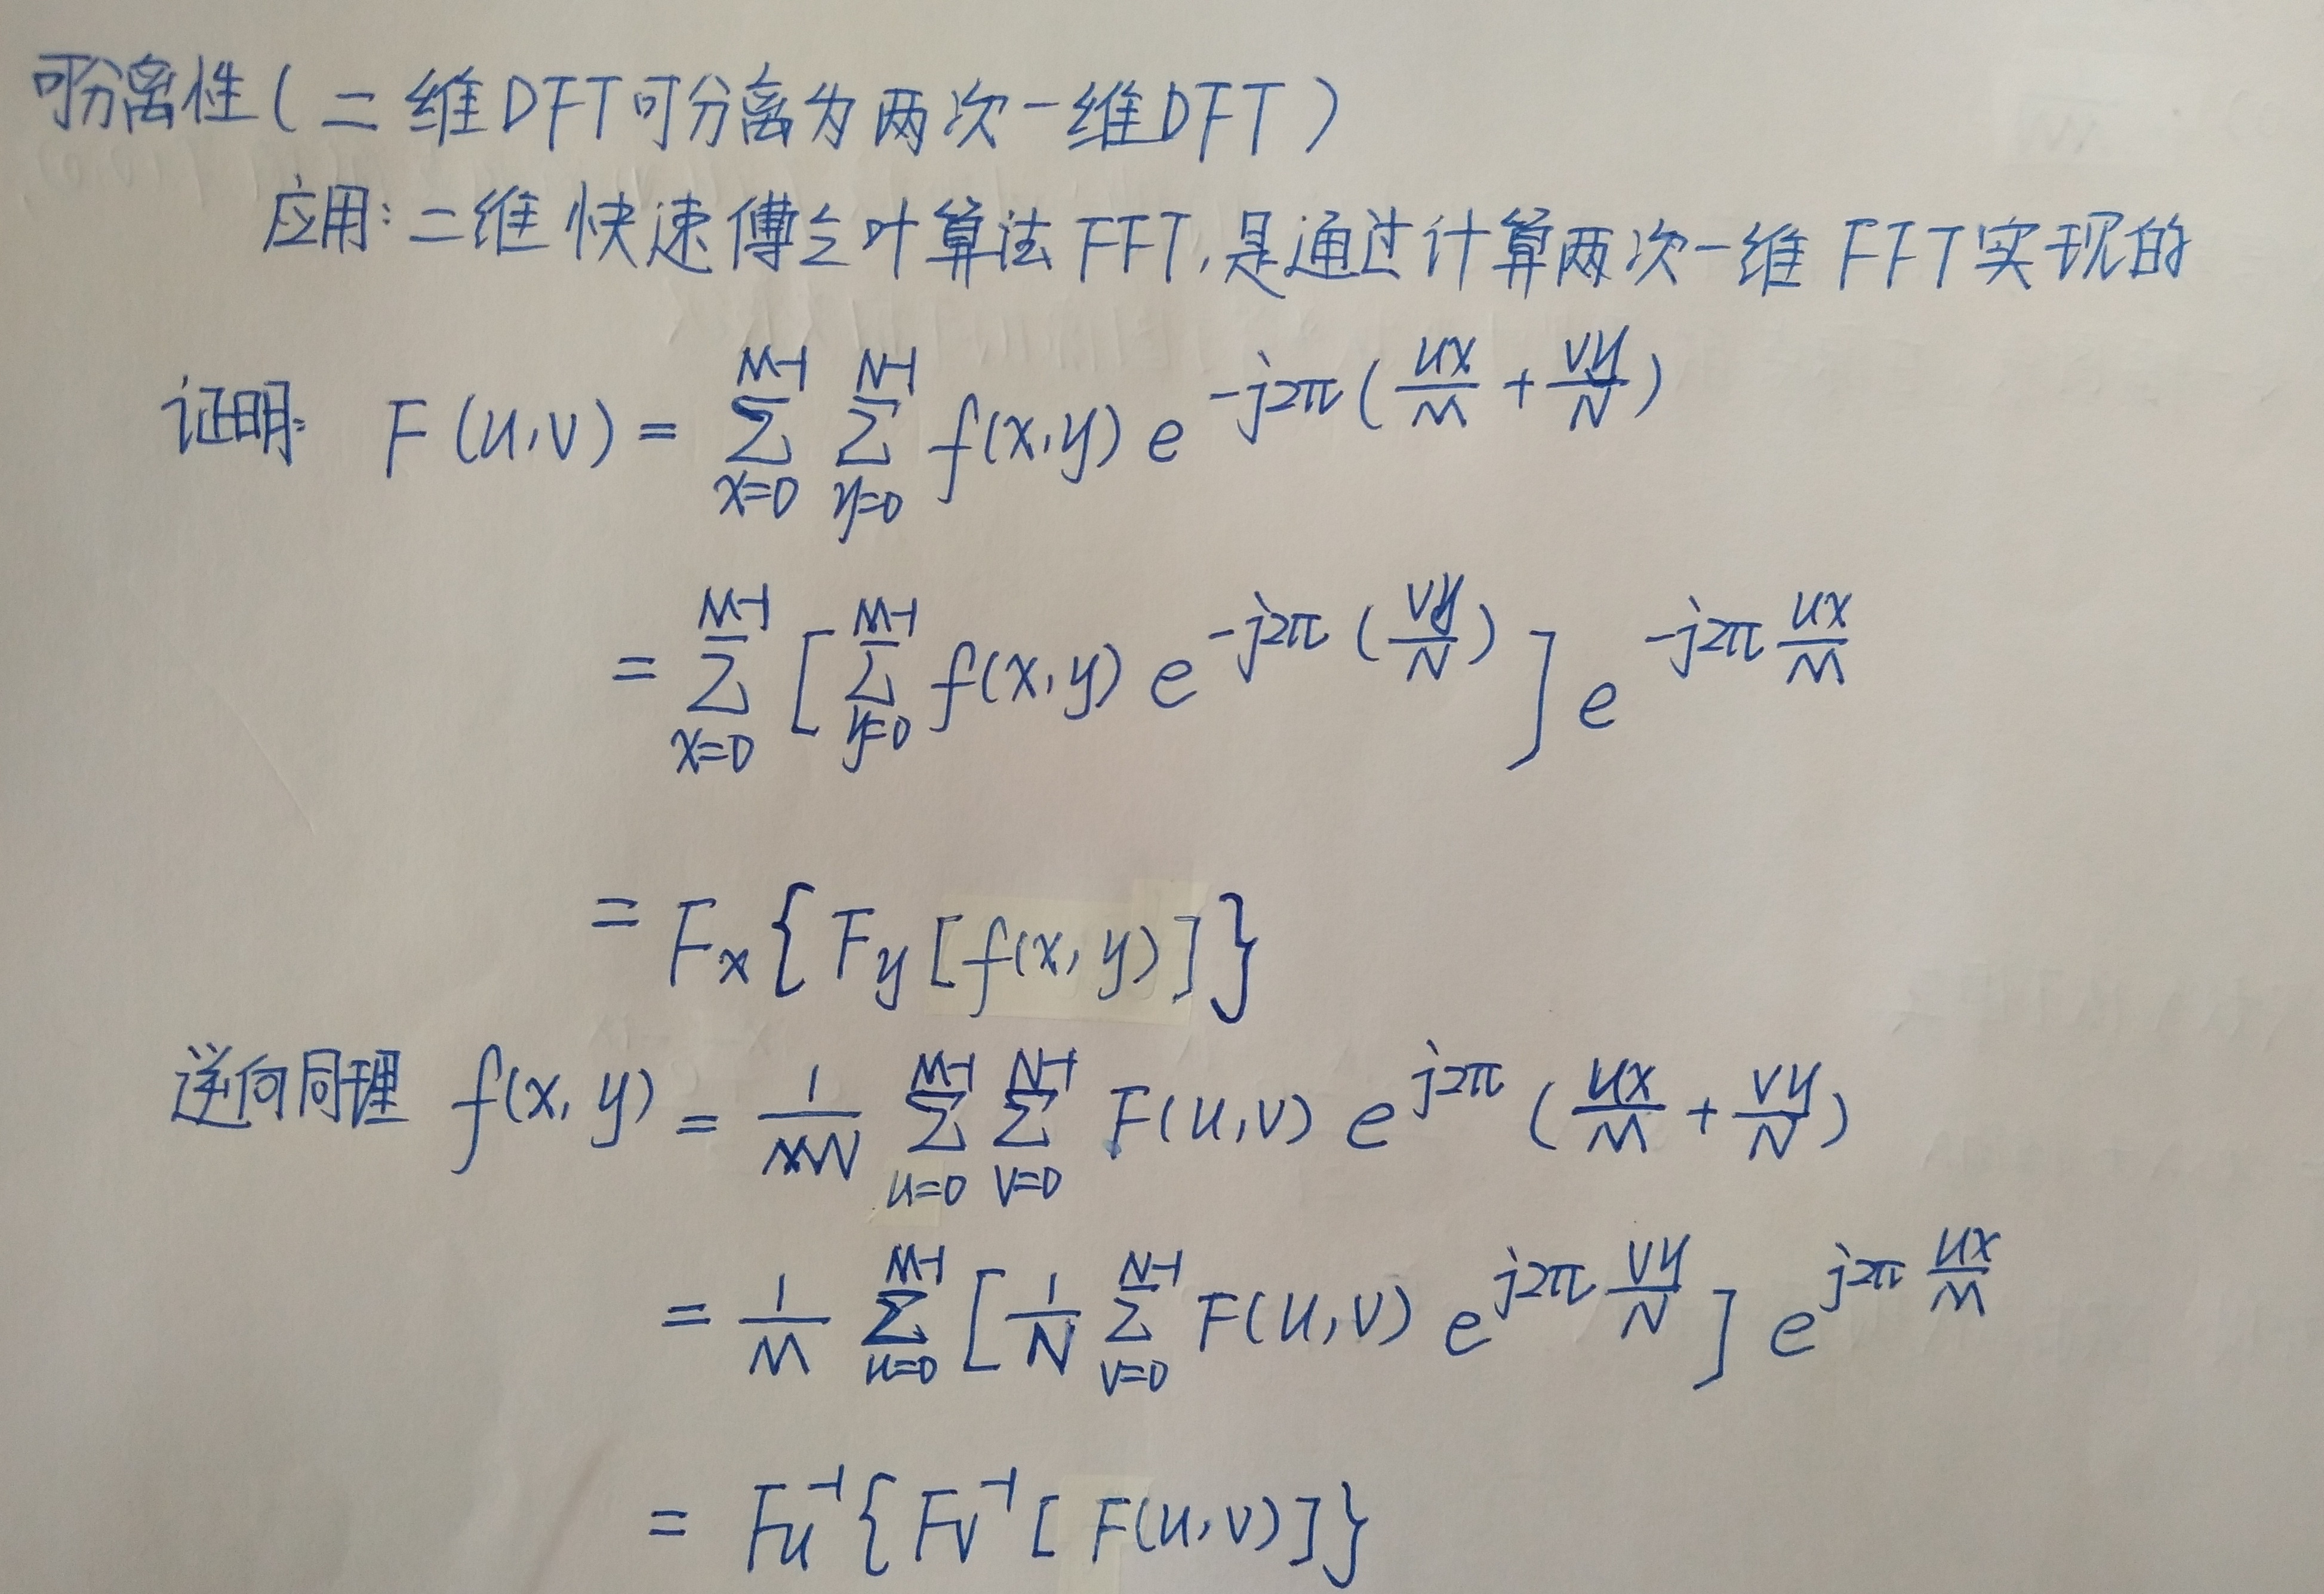 可分离性(二维DFT可分离为两次一维DFT)
应用:二维快速傅立叶算法FFT,是通过计算两次一维FFT实现的
证明: $F(u,v) = \sum_{x=0}^{M-1} \sum_{y=0}^{N-1} f(x,y) e^{-j2\pi(\frac{ux}{M}+\frac{vy}{N})}$
$= \sum_{x=0}^{M-1} [\sum_{y=0}^{M-1} f(x,y) e^{-j2\pi(\frac{vy}{N})}] e^{-j2\pi\frac{ux}{M}}$
$= F_x\{F_y[f(x,y)]\}$
逆向同理 $f(x,y) = \frac{1}{MN} \sum_{u=0}^{M-1} \sum_{v=0}^{N-1} F(u,v) e^{j2\pi(\frac{ux}{M}+\frac{vy}{N})}$
$= \frac{1}{M} \sum_{u=0}^{M-1} [\frac{1}{N} \sum_{v=0}^{N-1} F(u,v) e^{j2\pi\frac{vy}{N}}] e^{j2\pi\frac{ux}{M}}$
$= F_u^{-1}\{F_v^{-1}[F(u,v)]\}$